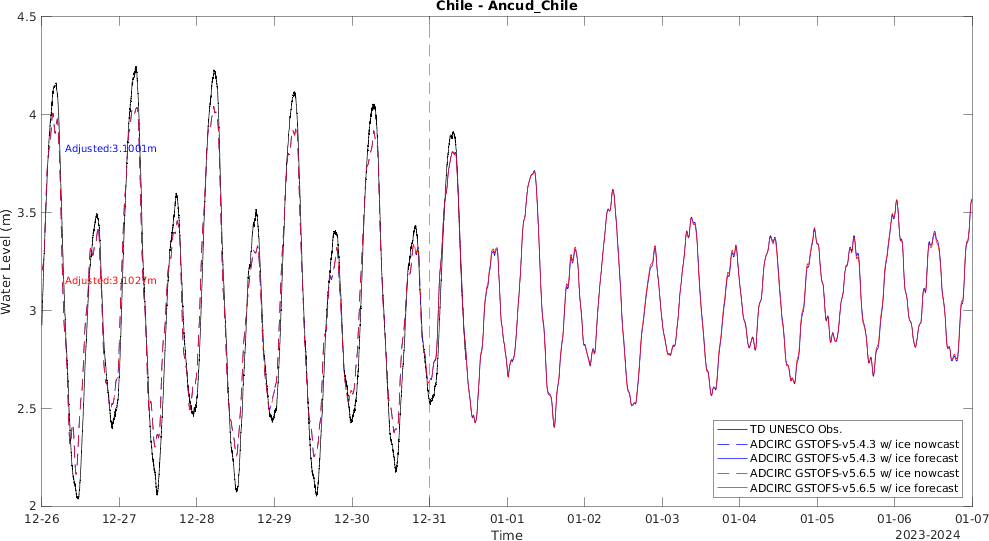 Chile - Ancud_Chile
4.5
4
3.5
3
2.5
2
Water Level (m)
Adjusted:3.1001m
Adjusted:3.1027m
TD UNESCO Obs.
ADCIRC GSTOFS-v5.4.3 w/ ice nowcast
ADCIRC GSTOFS-v5.4.3 w/ ice forecast
ADCIRC GSTOFS-v5.6.5 w/ ice nowcast
ADCIRC GSTOFS-v5.6.5 w/ ice forecast
12-26 12-27 12-28 12-29 12-30 12-31 01-01 01-02 01-03 01-04 01-05 01-06 01-07
Time
2023-2024